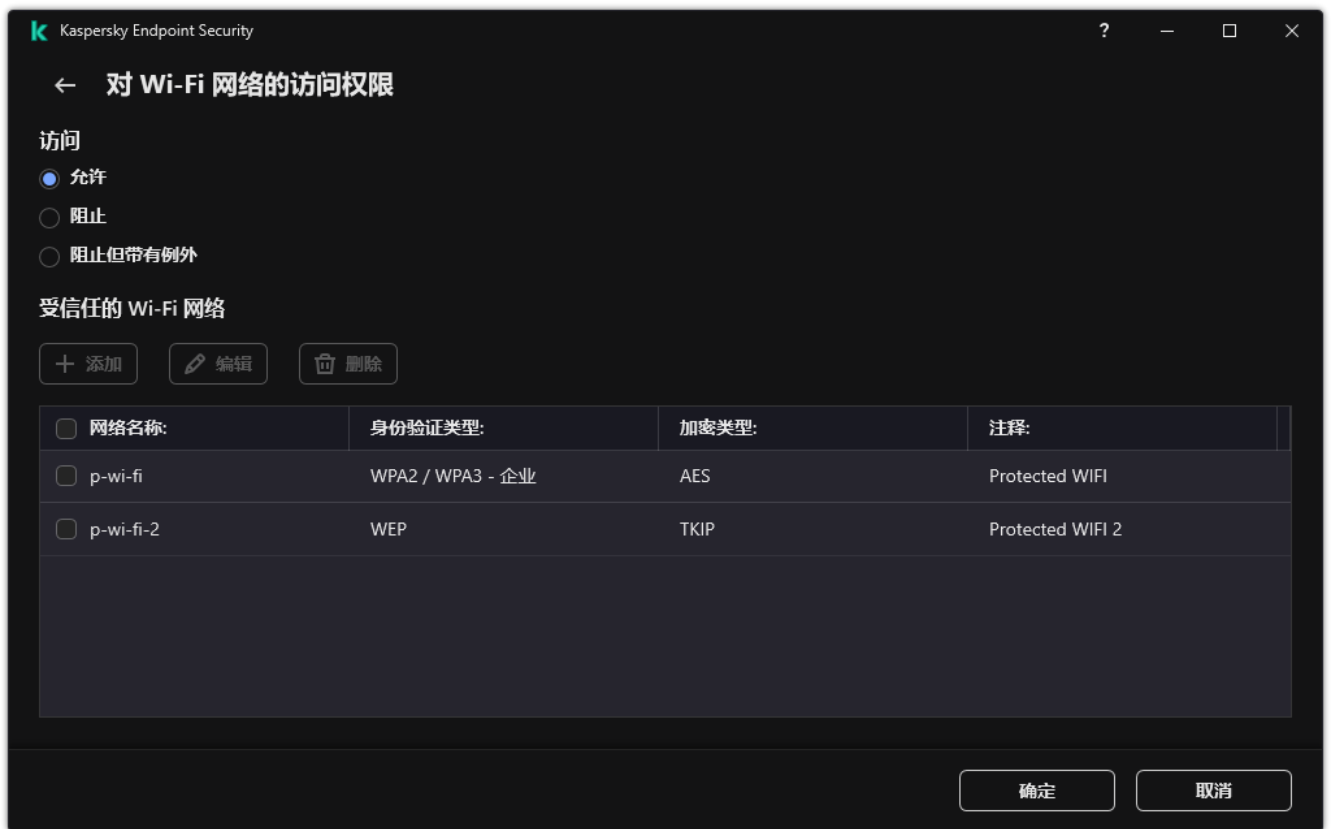 Kaspersky Endpoint Security ?
对 Wi-Fi 网络的访问权限
访问
允许
阻止
阻止但带有例外
受信任的 Wi-Fi 网络
添加 编辑 删除
网络名称: 身份验证类型: 加密类型: 注释:
p-wi-fi WPA2 / WPA3 - 企业 AES Protected WIFI
p-wi-fi-2 WEP TKIP Protected WIFI 2
确定 取消